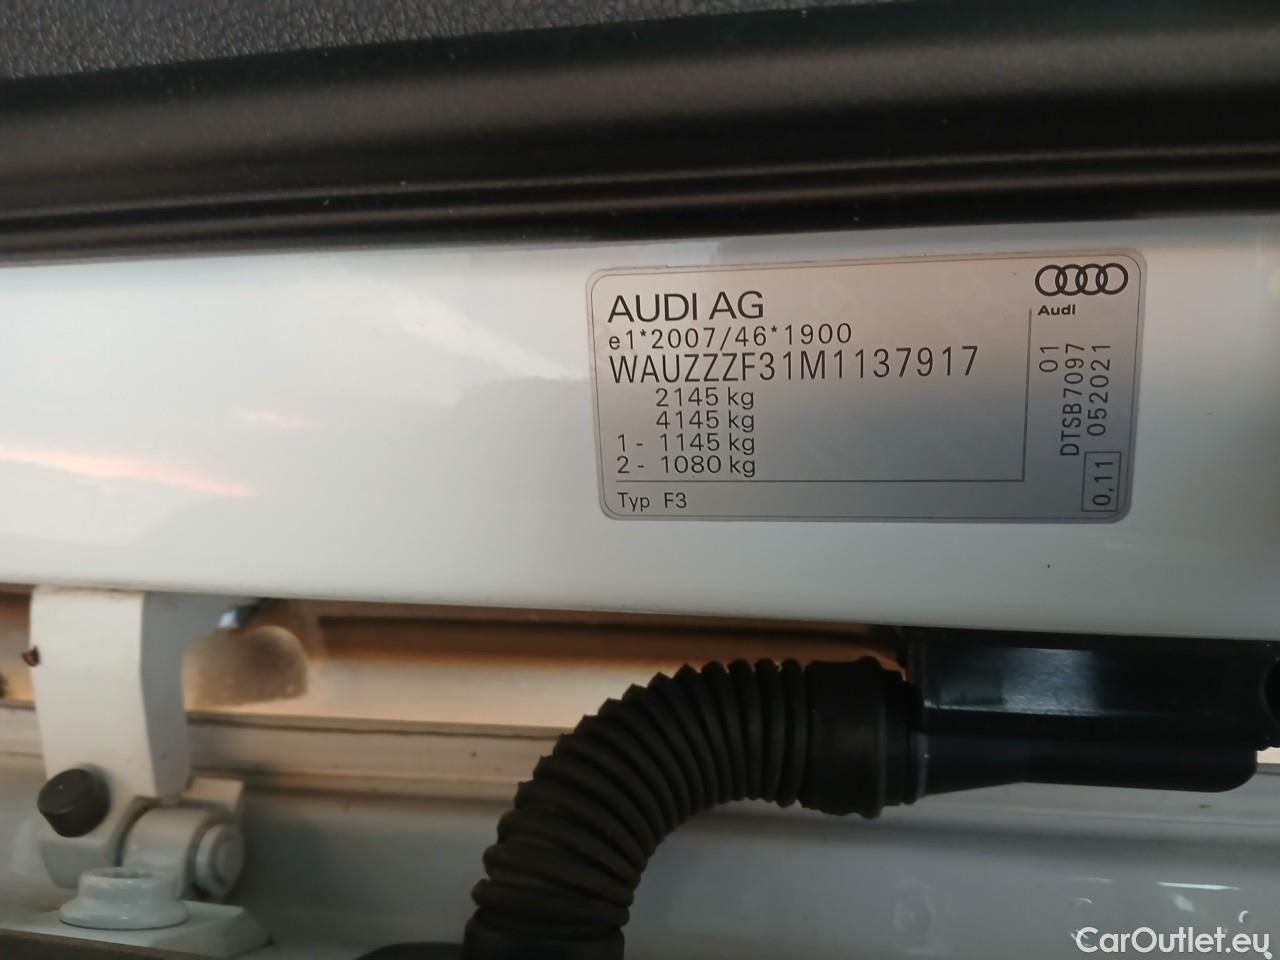 AUDI AG
e1*2007/46*1900
WAUZZZF31M1137917
2145 kg
4145 kg
1 - 1145 kg
2 - 1080 kg
Typ F3
Audi
01
DTSB7097
052021
0,11
CarOutlet.eu